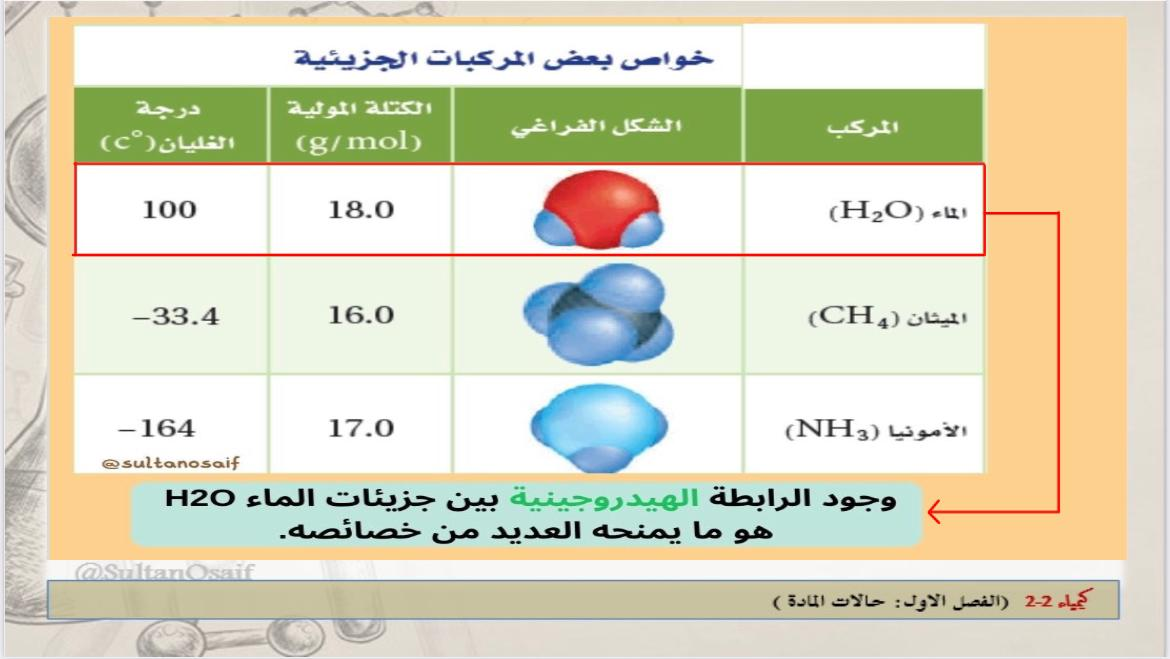 خواص بعض المركبات الجزيئية
المركب
الشكل الفراغي
الكتلة المولية
(g/mol)
درجة
الغليان(c°)
الماء (H₂O)
18.0
100
الميثان (CH₄)
16.0
−33.4
الأمونيا (NH₃)
17.0
−164
@sultanosaif
وجود الرابطة الهيدروجينية بين جزيئات الماء H2O
هو ما يمنحه العديد من خصائصه.
@SultanOsaif
كيمياء 2-2 (الفصل الاول: حالات المادة )